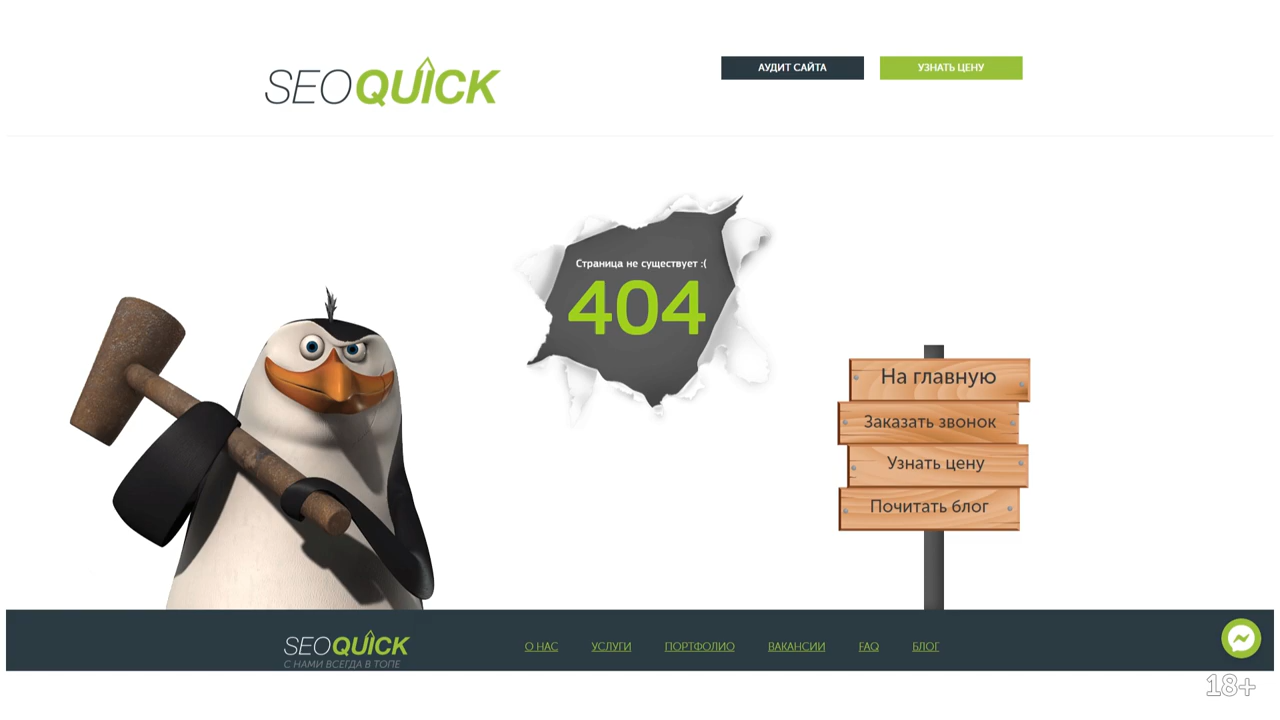 SEOQUICK
АУДИТ САЙТА
УЗНАТЬ ЦЕНУ
Страница не существует :(
404
На главную
Заказать звонок
Узнать цену
Почитать блог
SEOQUICK
С НАМИ ВСЕГДА В ТОПЕ
О НАС
УСЛУГИ
ПОРТФОЛИО
ВАКАНСИИ
FAQ
БЛОГ
18+